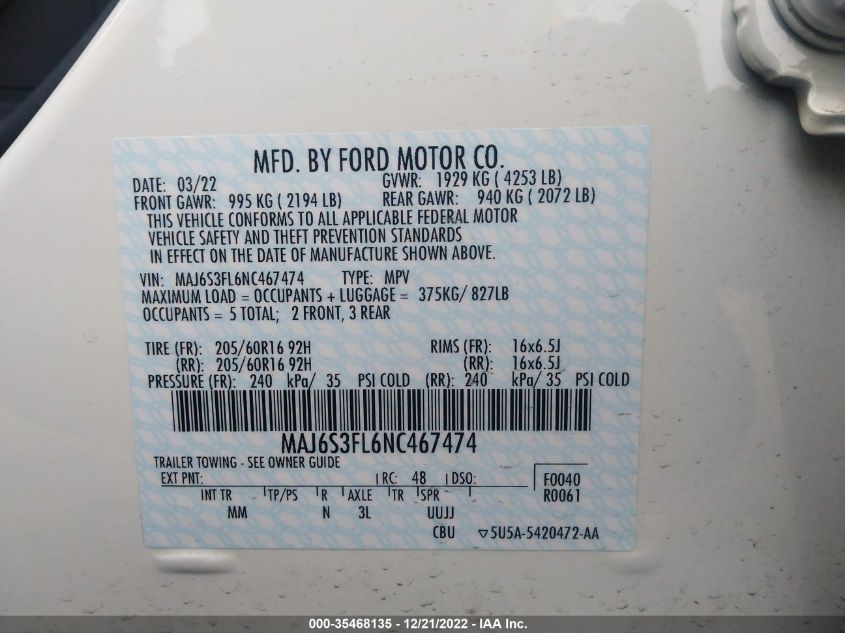 MFD. BY FORD MOTOR CO.
DATE: 03/22 GVWR: 1929 KG ( 4253 LB)
FRONT GAWR: 995 KG ( 2194 LB) REAR GAWR: 940 KG ( 2072 LB)
THIS VEHICLE CONFORMS TO ALL APPLICABLE FEDERAL MOTOR
VEHICLE SAFETY AND THEFT PREVENTION STANDARDS
IN EFFECT ON THE DATE OF MANUFACTURE SHOWN ABOVE.
VIN: MAJ6S3FL6NC467474 TYPE: MPV
MAXIMUM LOAD = OCCUPANTS + LUGGAGE = 375KG/ 827LB
OCCUPANTS = 5 TOTAL; 2 FRONT, 3 REAR
TIRE (FR): 205/60R16 92H RIMS (FR): 16x6.5J
(RR): 205/60R16 92H (RR): 16x6.5J
PRESSURE (FR): 240 kPa/ 35 PSI COLD (RR): 240 kPa/ 35 PSI COLD
MAJ6S3FL6NC467474
TRAILER TOWING - SEE OWNER GUIDE
EXT PNT: RC: 48 DSO: F0040
INT TR TP/PS R AXLE TR SPR R0061
MM N 3L UUJJ
CBU ▽5U5A-5420472-AA
000-35468135 - 12/21/2022 - IAA Inc.